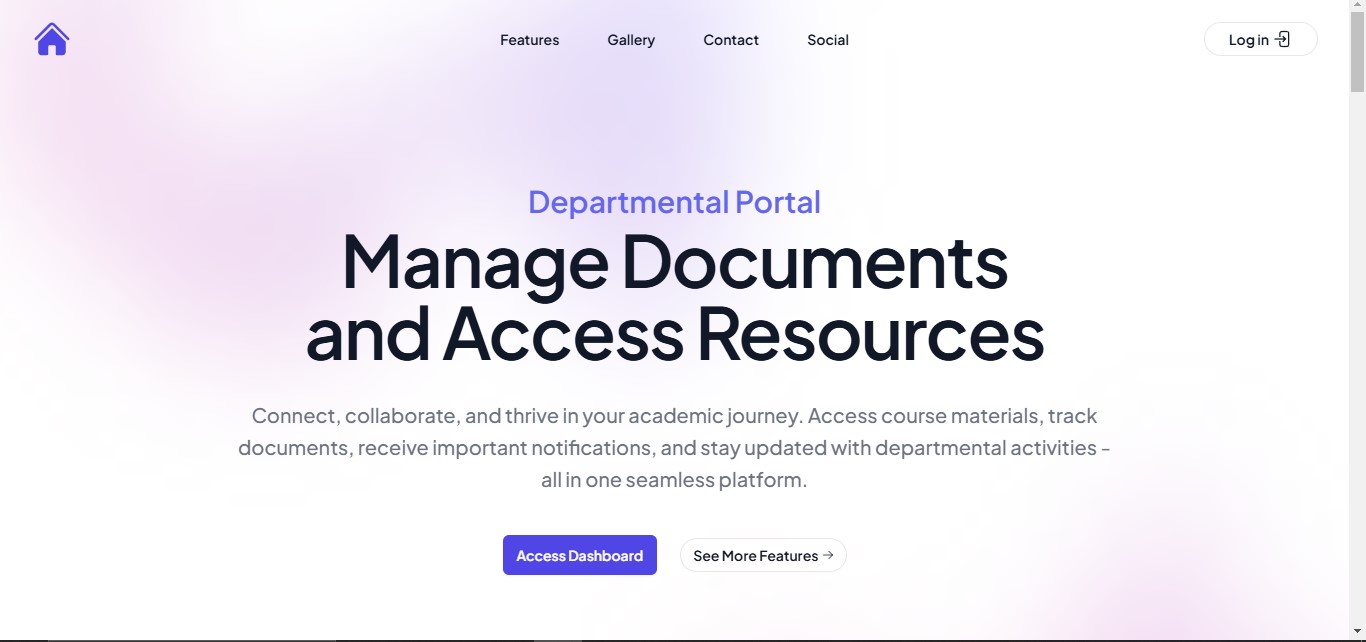 Features
Gallery
Contact
Social
Log in
Departmental Portal
Manage Documents
and Access Resources
Connect, collaborate, and thrive in your academic journey. Access course materials, track
documents, receive important notifications, and stay updated with departmental activities -
all in one seamless platform.
Access Dashboard
See More Features →